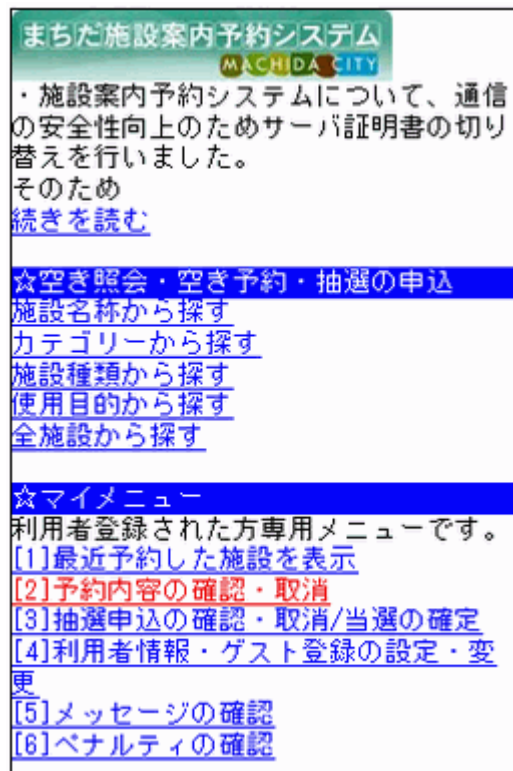 まちだ施設案内予約システム
MACHIDA CITY
・施設案内予約システムについて、通信
の安全性向上のためサーバ証明書の切り
替えを行いました。
そのため
続きを読む
☆空き照会・空き予約・抽選の申込
施設名称から探す
カテゴリーから探す
施設種類から探す
使用目的から探す
全施設から探す
☆マイメニュー
利用者登録された方専用メニューです。
[1]最近予約した施設を表示
[2]予約内容の確認・取消
[3]抽選申込の確認・取消/当選の確定
[4]利用者情報・ゲスト登録の設定・変
更
[5]メッセージの確認
[6]ペナルティの確認